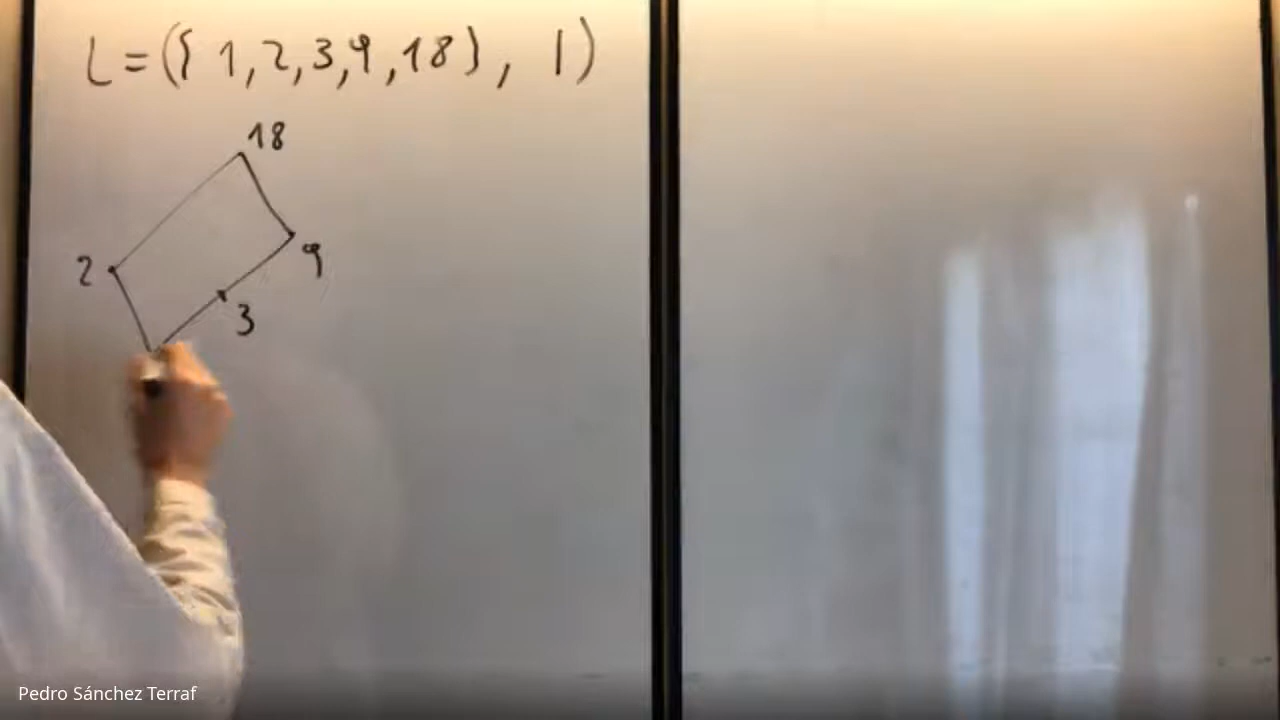 L = ({ 1, 2, 3, 9, 18 }, | )
18
2
9
3
Pedro Sánchez Terraf